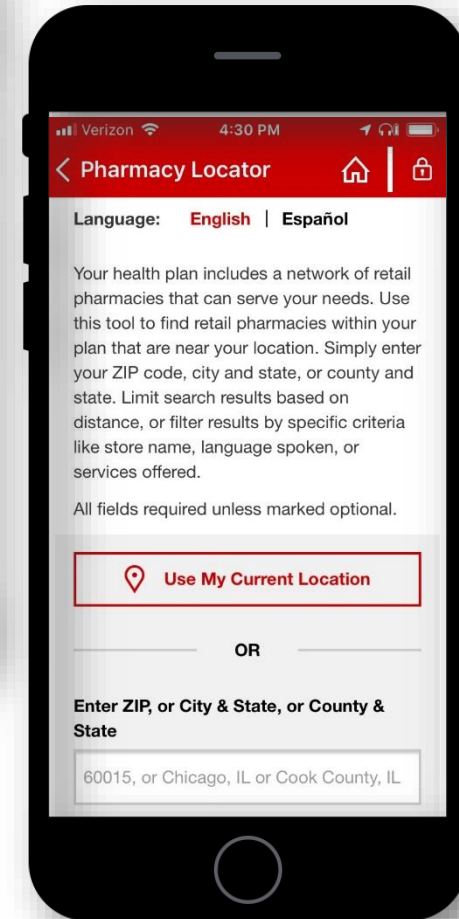 Verizon 4:30 PM
Pharmacy Locator
Language: English | Español
Your health plan includes a network of retail
pharmacies that can serve your needs. Use
this tool to find retail pharmacies within your
plan that are near your location. Simply enter
your ZIP code, city and state, or county and
state. Limit search results based on
distance, or filter results by specific criteria
like store name, language spoken, or
services offered.
All fields required unless marked optional.
Use My Current Location
OR
Enter ZIP, or City & State, or County &
State
60015, or Chicago, IL or Cook County, IL